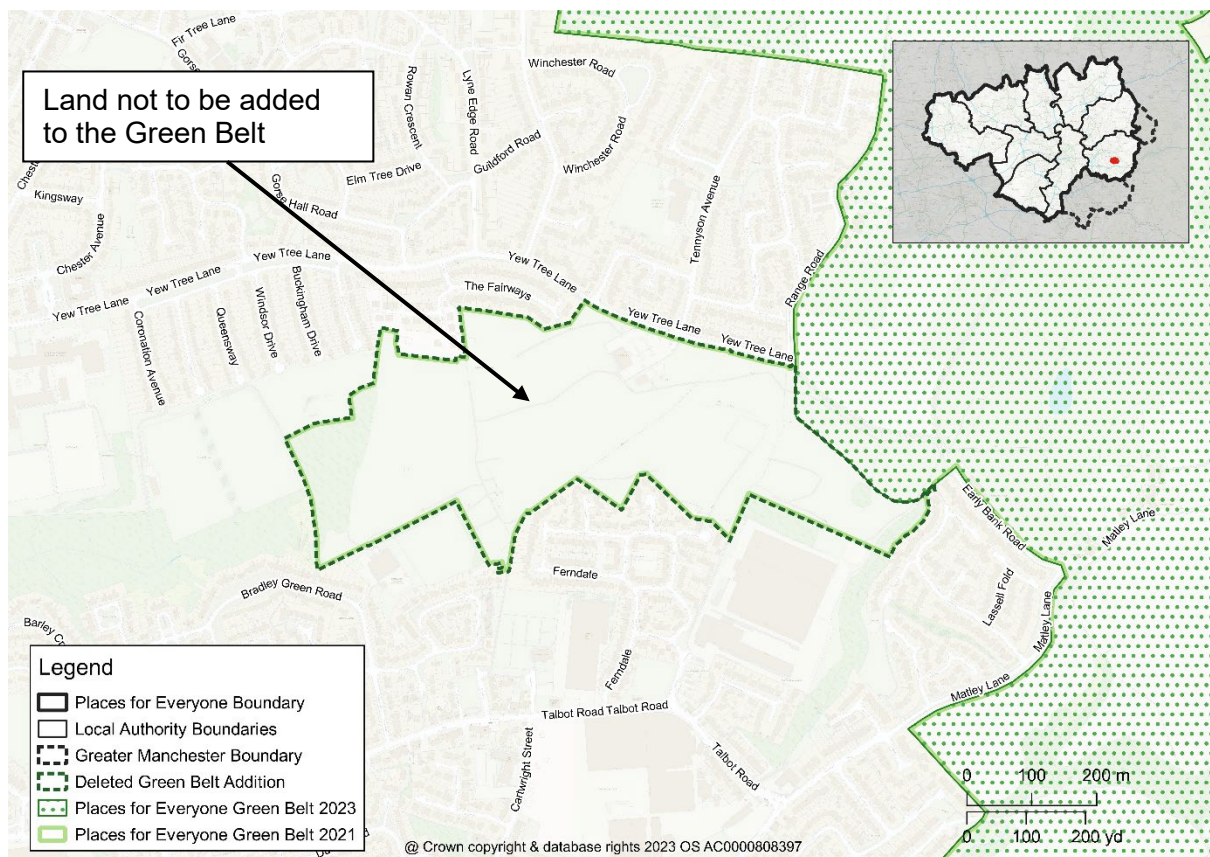 Fir Tree Lane
Gorse
Land not to be added
to the Green Belt
Rowan Crescent
Lyne Edge Road
Winchester Road
Winchester Road
Guildford Road
Elm Tree Drive
Kingsway
Gorse Hall Road
Chester Avenue
Tennyson Avenue
Range Road
Yew Tree Lane
Yew Tree Lane
Yew Tree Lane
Yew Tree Lane
The Fairways
Yew Tree Lane
Yew Tree Lane
Coronation Avenue
Queensway
Windsor Drive
Buckingham Drive
Early Bank Road
Matley Lane
Lassell Fold
Matley Lane
Matley Lane
Ferndale
Bradley Green Road
Barley
Ferndale
Talbot Road Talbot Road
Talbot Road
Cartwright Street
Legend
Places for Everyone Boundary
Local Authority Boundaries
Greater Manchester Boundary
Deleted Green Belt Addition
Places for Everyone Green Belt 2023
Places for Everyone Green Belt 2021
0 100 200 m
0 100 200 yd
@ Crown copyright & database rights 2023 OS AC0000808397